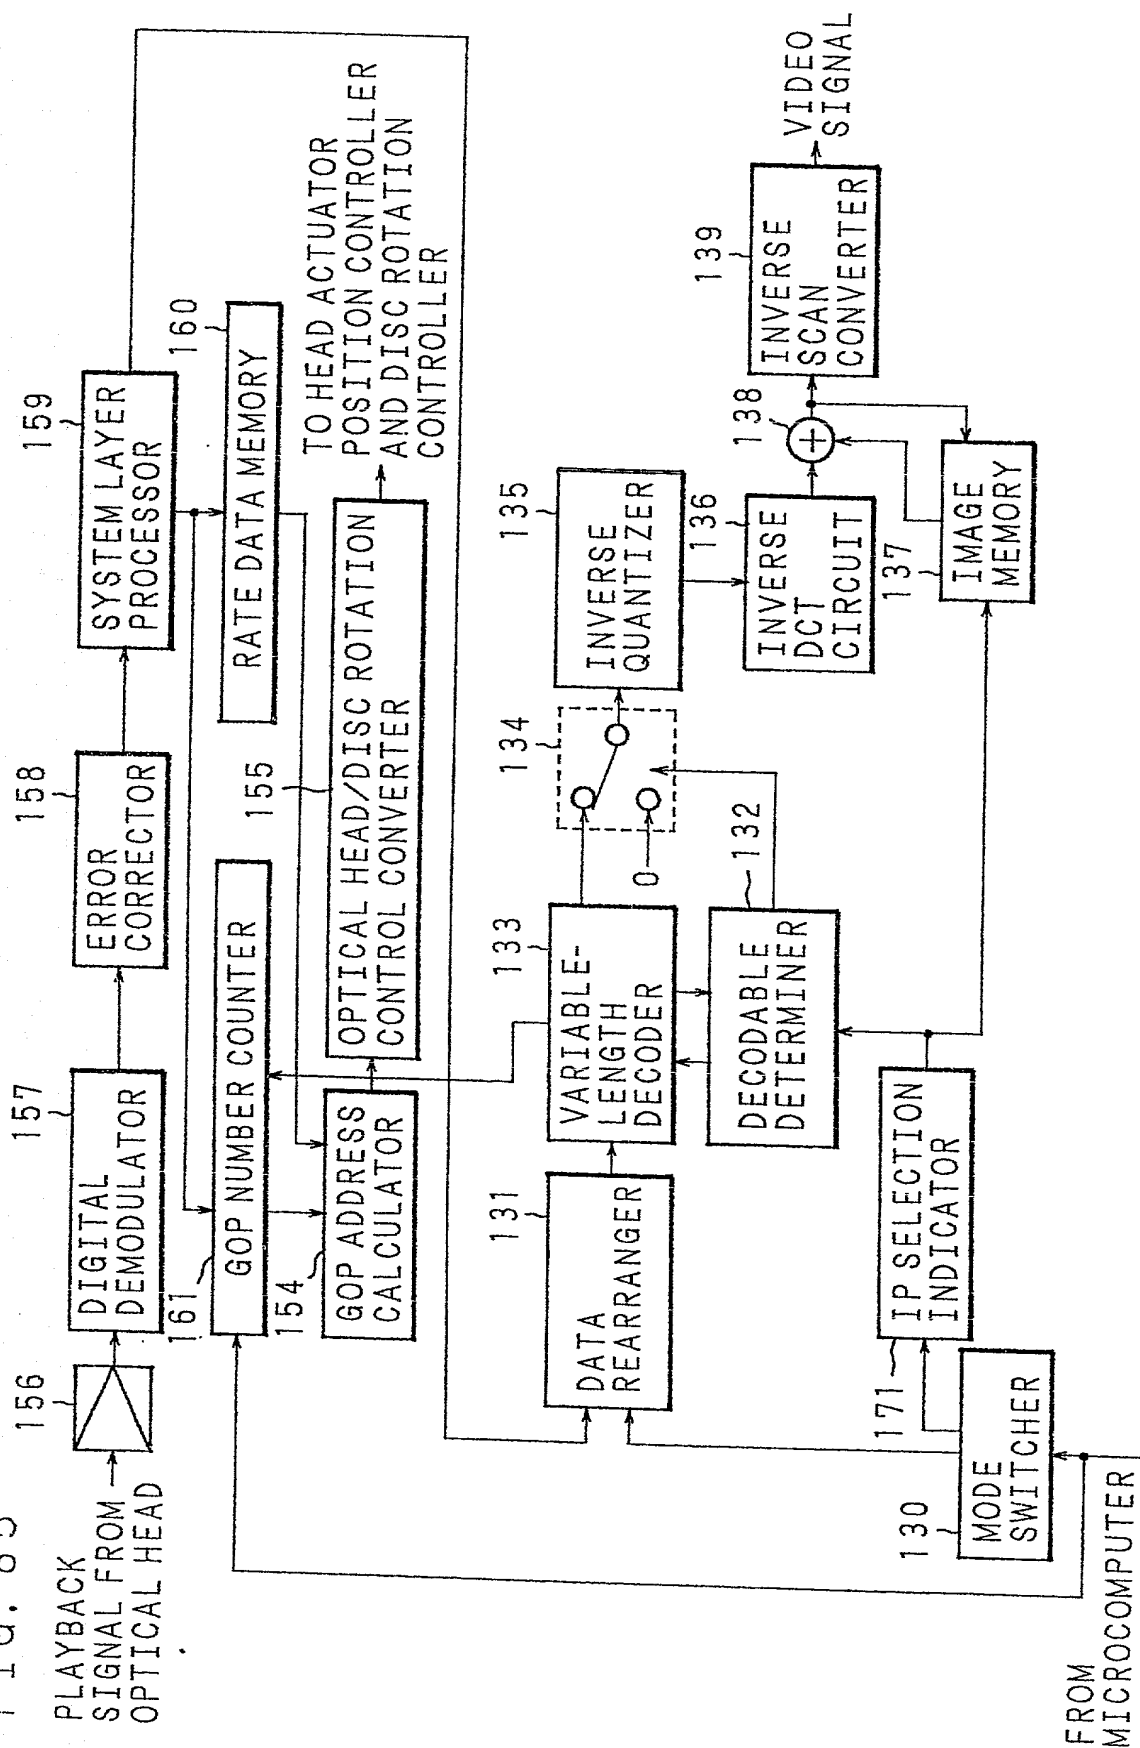 PLAYBACK
SIGNAL FROM
OPTICAL HEAD
156
157
DIGITAL
DEMODULATOR
158
ERROR
CORRECTOR
159
SYSTEM LAYER
PROCESSOR
161
GOP NUMBER COUNTER
160
RATE DATA MEMORY
154
GOP ADDRESS
CALCULATOR
155
OPTICAL HEAD/DISC ROTATION
CONTROL CONVERTER
TO HEAD ACTUATOR
POSITION CONTROLLER
AND DISC ROTATION
CONTROLLER
131
DATA
REARRANGER
133
VARIABLE-
LENGTH
DECODER
132
DECODABLE
DETERMINER
134
0
135
INVERSE
QUANTIZER
136
INVERSE
DCT
CIRCUIT
138
+
137
IMAGE
MEMORY
139
INVERSE
SCAN
CONVERTER
VIDEO
SIGNAL
171
IP SELECTION
INDICATOR
130
MODE
SWITCHER
FROM
MICROCOMPUTER